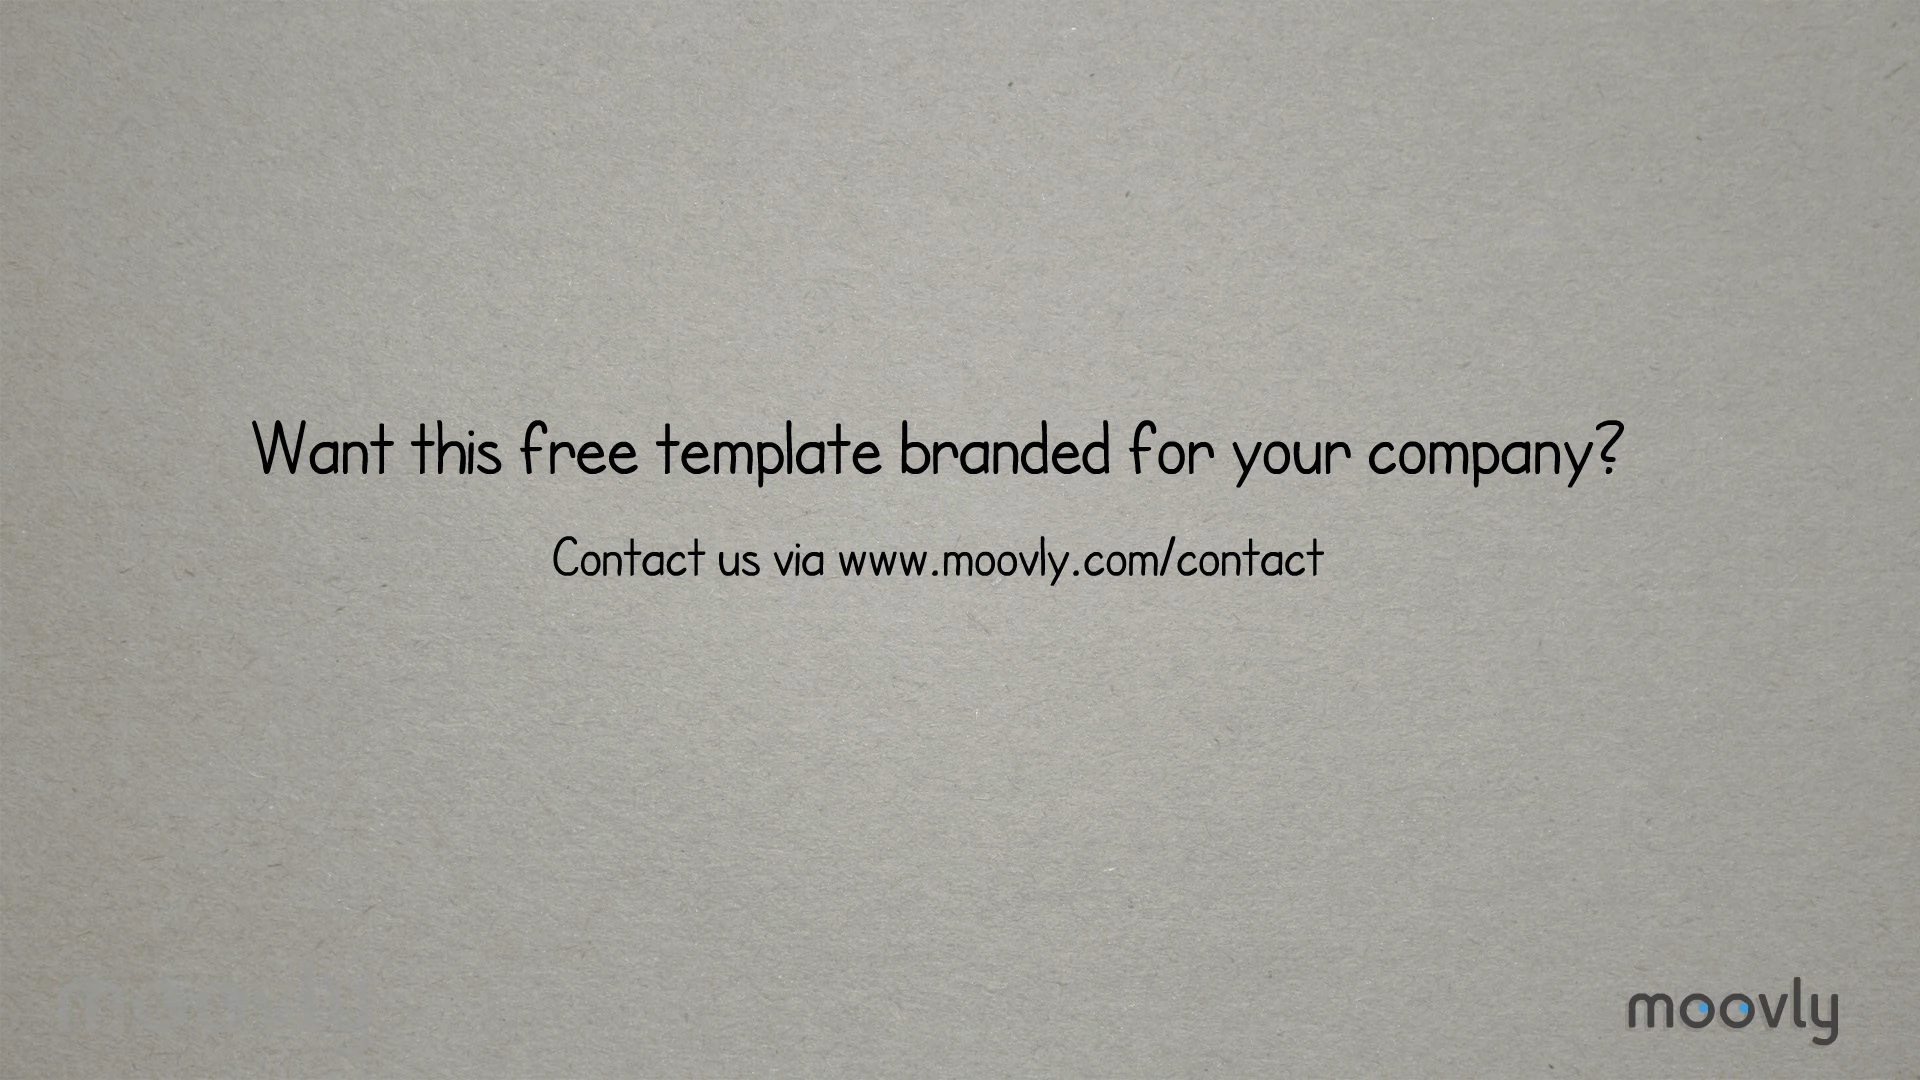 Want this free template branded for your company?
Contact us via www.moovly.com/contact
moovly